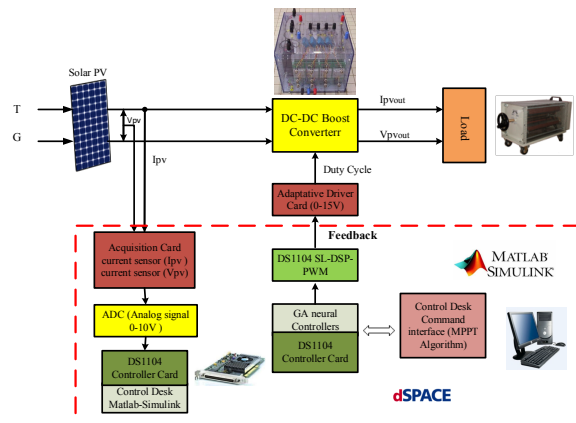 Solar PV
T
G
Vpv
Ipv
DC-DC Boost
Converterr
Ipvout
Vpvout
Load
Duty Cycle
Adaptative Driver
Card (0-15V)
Feedback
Acquisition Card
current sensor (Ipv )
current sensor (Vpv)
ADC (Analog signal
0-10V )
DS1104
Controller Card
Control Desk
Matlab-Simulink
DS1104 SL-DSP-
PWM
GA neural
Controllers
DS1104
Controller Card
Control Desk
Command
interface (MPPT
Algorithm)
MATLAB
SIMULINK
dSPACE